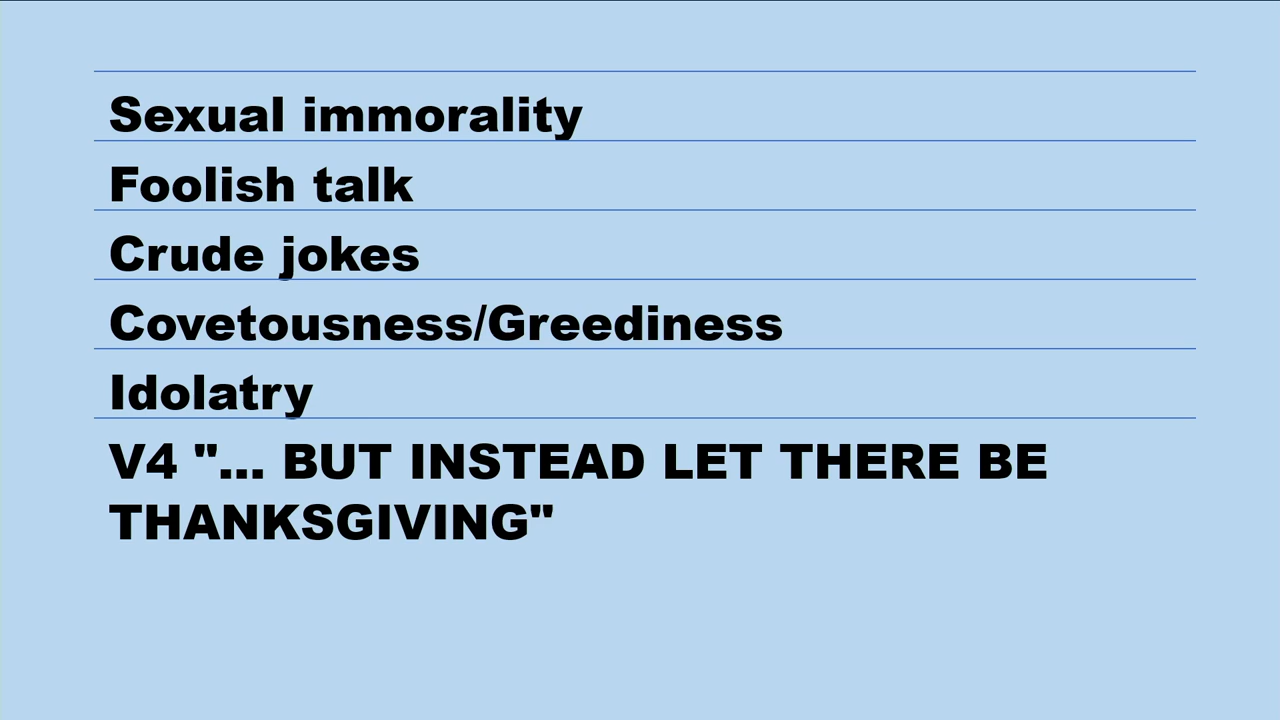 Sexual immorality
Foolish talk
Crude jokes
Covetousness/Greediness
Idolatry
V4 "... BUT INSTEAD LET THERE BE
THANKSGIVING"